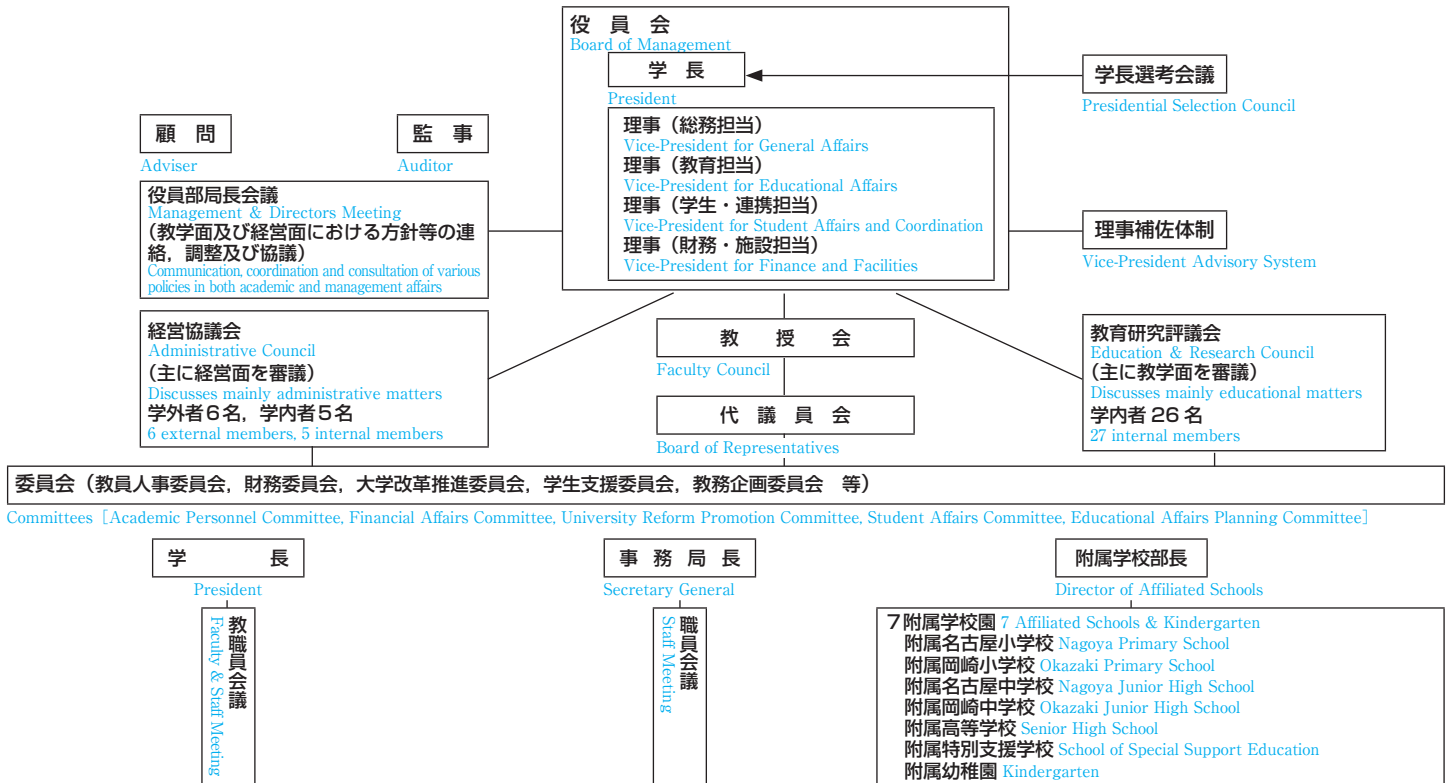 役 員 会
Board of Management
学 長
President
学長選考会議
Presidential Selection Council
理事（総務担当）
Vice-President for General Affairs
理事（教育担当）
Vice-President for Educational Affairs
理事（学生・連携担当）
Vice-President for Student Affairs and Coordination
理事（財務・施設担当）
Vice-President for Finance and Facilities
顧 問
Adviser
監 事
Auditor
役員部局長会議
Management & Directors Meeting
（教学面及び経営面における方針等の連
絡，調整及び協議）
Communication, coordination and consultation of various
policies in both academic and management affairs
理事補佐体制
Vice-President Advisory System
経営協議会
Administrative Council
（主に経営面を審議）
Discusses mainly administrative matters
学外者６名，学内者５名
6 external members, 5 internal members
教 授 会
Faculty Council
代 議 員 会
Board of Representatives
教育研究評議会
Education & Research Council
（主に教学面を審議）
Discusses mainly educational matters
学内者 26 名
27 internal members
委員会（教員人事委員会，財務委員会，大学改革推進委員会，学生支援委員会，教務企画委員会 等）
Committees［Academic Personnel Committee, Financial Affairs Committee, University Reform Promotion Committee, Student Affairs Committee, Educational Affairs Planning Committee］
学 長
President
教職員会議
Faculty & Staff Meeting
事 務 局 長
Secretary General
職員会議
Staff Meeting
附属学校部長
Director of Affiliated Schools
７附属学校園 7 Affiliated Schools & Kindergarten
附属名古屋小学校 Nagoya Primary School
附属岡崎小学校 Okazaki Primary School
附属名古屋中学校 Nagoya Junior High School
附属岡崎中学校 Okazaki Junior High School
附属高等学校 Senior High School
附属特別支援学校 School of Special Support Education
附属幼稚園 Kindergarten